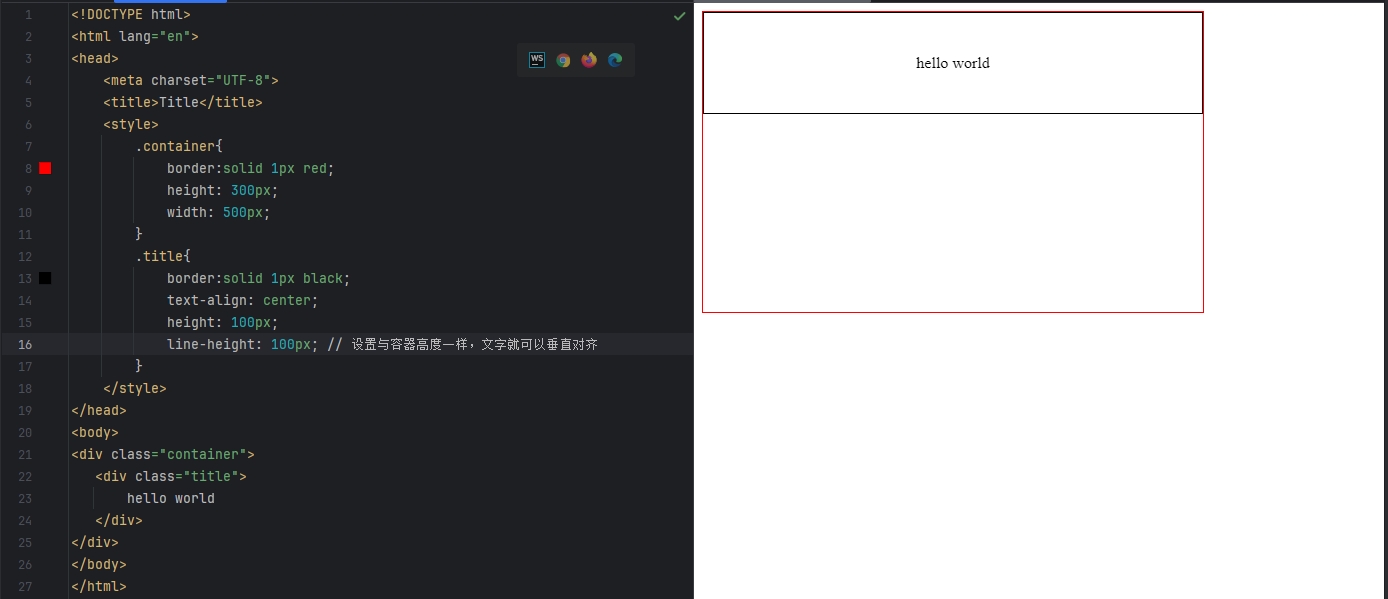 1 <!DOCTYPE html>
2 <html lang="en">
3 <head>
4     <meta charset="UTF-8">
5     <title>Title</title>
6     <style>
7         .container{
8             border:solid 1px red;
9             height: 300px;
10             width: 500px;
11         }
12         .title{
13             border:solid 1px black;
14             text-align: center;
15             height: 100px;
16             line-height: 100px; // 设置与容器高度一样，文字就可以垂直对齐
17         }
18     </style>
19 </head>
20 <body>
21 <div class="container">
22    <div class="title">
23        hello world
24    </div>
25 </div>
26 </body>
27 </html>
WS
hello world